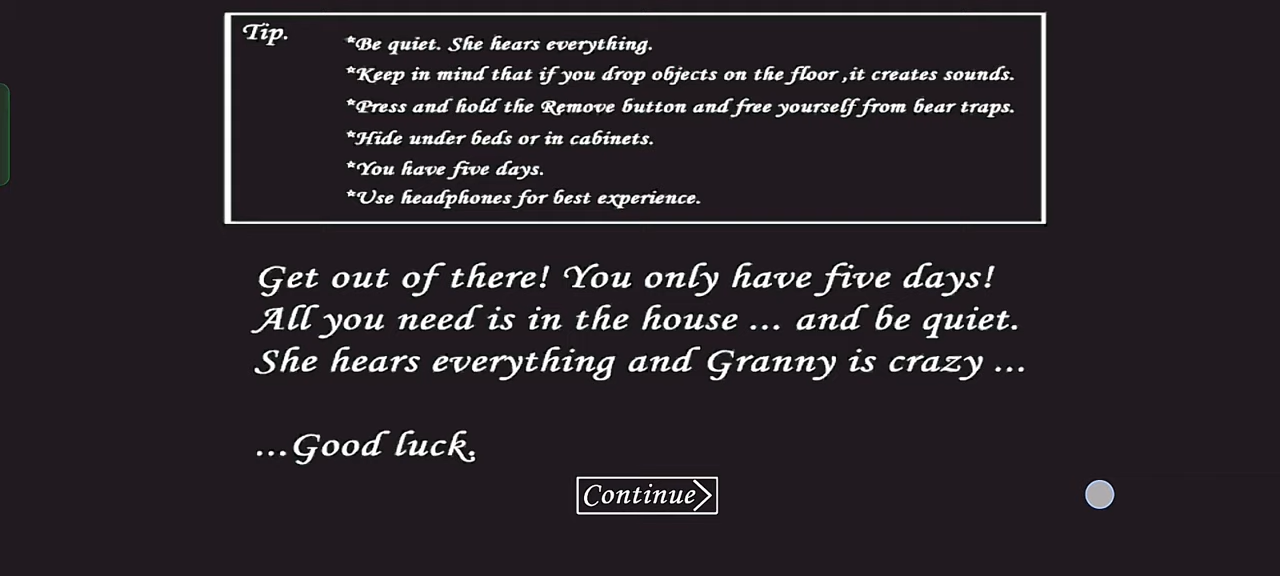 Tip.
*Be quiet. She hears everything.
*Keep in mind that if you drop objects on the floor ,it creates sounds.
*Press and hold the Remove button and free yourself from bear traps.
*Hide under beds or in cabinets.
*You have five days.
*Use headphones for best experience.
Get out of there! You only have five days!
All you need is in the house ... and be quiet.
She hears everything and Granny is crazy ...
...Good luck.
Continue>